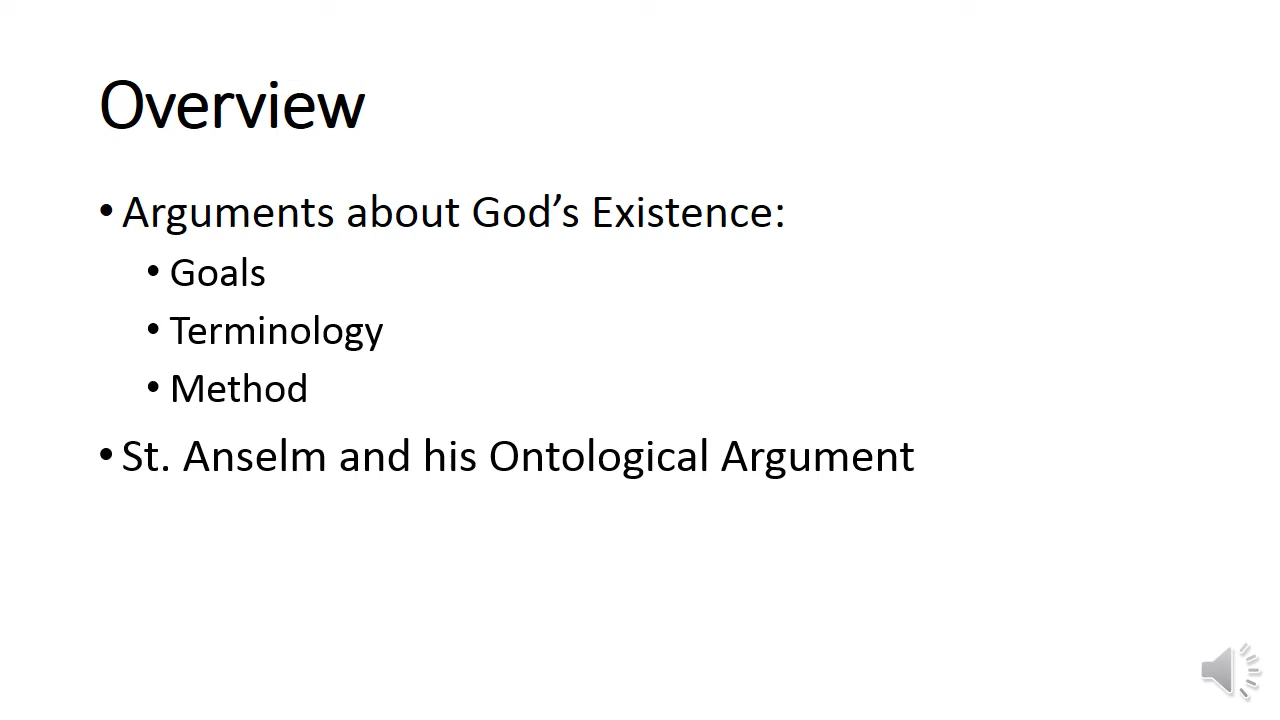 Overview
• Arguments about God’s Existence:
• Goals
• Terminology
• Method
• St. Anselm and his Ontological Argument